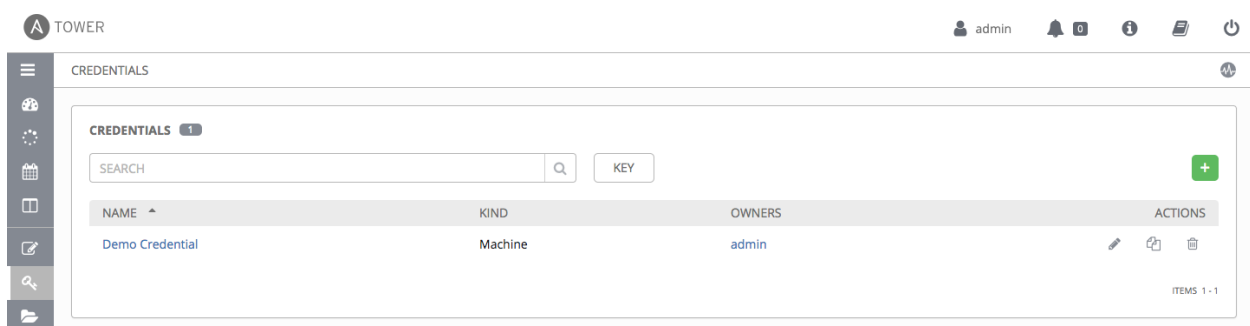 A TOWER admin 0
CREDENTIALS
CREDENTIALS 1
SEARCH KEY +
NAME KIND OWNERS ACTIONS
Demo Credential Machine admin
ITEMS 1 - 1